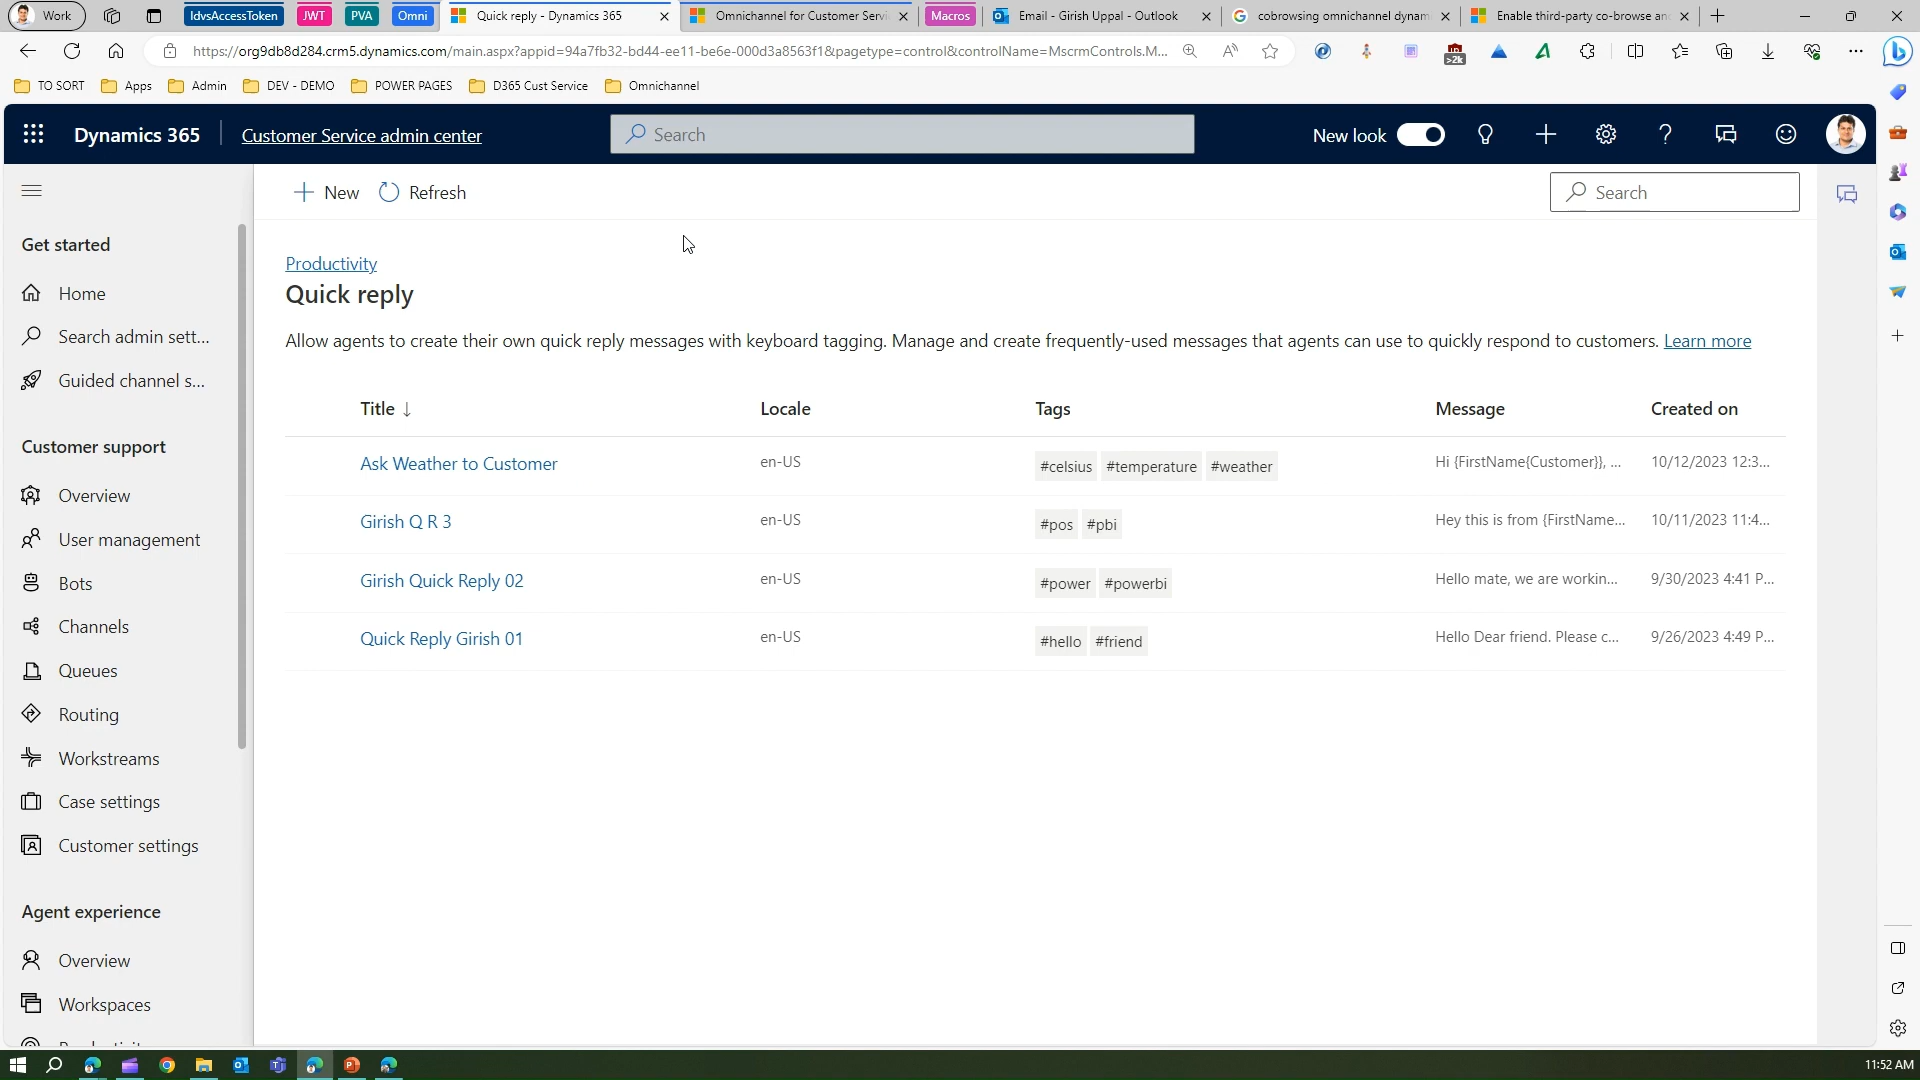 Work
IdvsAccessToken
JWT
PVA
Omni
Quick reply - Dynamics 365
Omnichannel for Customer Servi
Macros
Email - Girish Uppal - Outlook
cobrowsing omnichannel dynam
Enable third-party co-browse an
https://org9db8d284.crm5.dynamics.com/main.aspx?appid=94a7fb32-bd44-ee11-be6e-000d3a8563f1&pagetype=control&controlName=MscrmControls.M...
>2k
TO SORT
Apps
Admin
DEV - DEMO
POWER PAGES
D365 Cust Service
Omnichannel
Dynamics 365
Customer Service admin center
Search
New look
New
Refresh
Search
Get started
Home
Search admin sett...
Guided channel s...
Customer support
Overview
User management
Bots
Channels
Queues
Routing
Workstreams
Case settings
Customer settings
Agent experience
Overview
Workspaces
Productivity
Quick reply
Allow agents to create their own quick reply messages with keyboard tagging. Manage and create frequently-used messages that agents can use to quickly respond to customers. Learn more
Title ↓ Locale Tags Message Created on
Ask Weather to Customer en-US #celsius #temperature #weather Hi {FirstName{Customer}}, ... 10/12/2023 12:3...
Girish Q R 3 en-US #pos #pbi Hey this is from {FirstName... 10/11/2023 11:4...
Girish Quick Reply 02 en-US #power #powerbi Hello mate, we are workin... 9/30/2023 4:41 P...
Quick Reply Girish 01 en-US #hello #friend Hello Dear friend. Please c... 9/26/2023 4:49 P...
11:52 AM